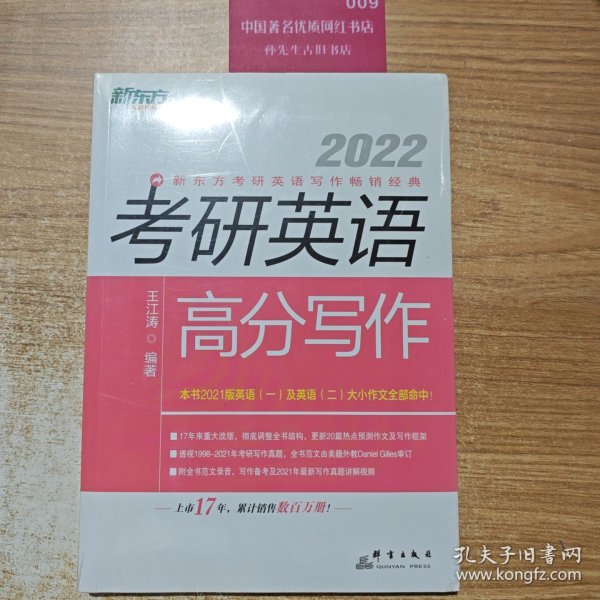 009
中国著名优质网红书店
孙先生古旧书店
新东方
XDF.CN
2022
新东方考研英语写作畅销经典
考研英语
王江涛 ◎ 编著
高分写作
本书2021版英语(一)及英语(二)大小作文全部命中!
■17年来重大改版,彻底调整全书结构,更新20篇热点预测作文及写作框架
■透视1998-2021年考研写作真题,全书范文由美籍外教Daniel Gilles审订
■附全书范文录音、写作备考及2021年最新写作真题讲解视频
上市17年,累计销售数百万册!
群言出版社
QUNYAN PRESS
孔夫子旧书网
www.kongfz.com